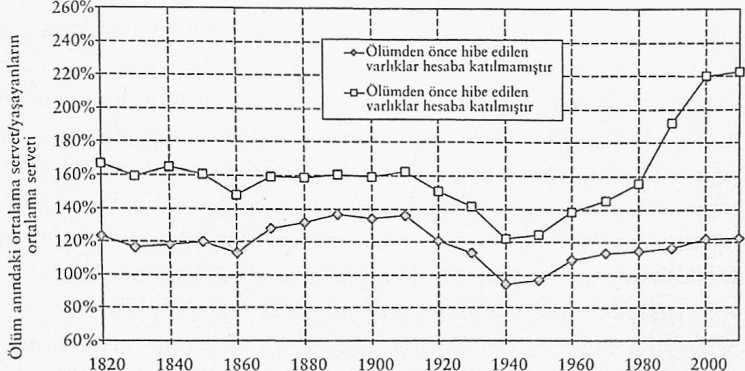 Ölüm anındaki ortalama servet/yaşayanların
ortalama serveti
260%
240%
220%
200%
180%
160%
140%
120%
100%
80%
60%
Ölümden önce hibe edilen
varlıklar hesaba katılmamıştır
Ölümden önce hibe edilen
varlıklar hesaba katılmıştır
1820 1840 1860 1880 1900 1920 1940 1960 1980 2000